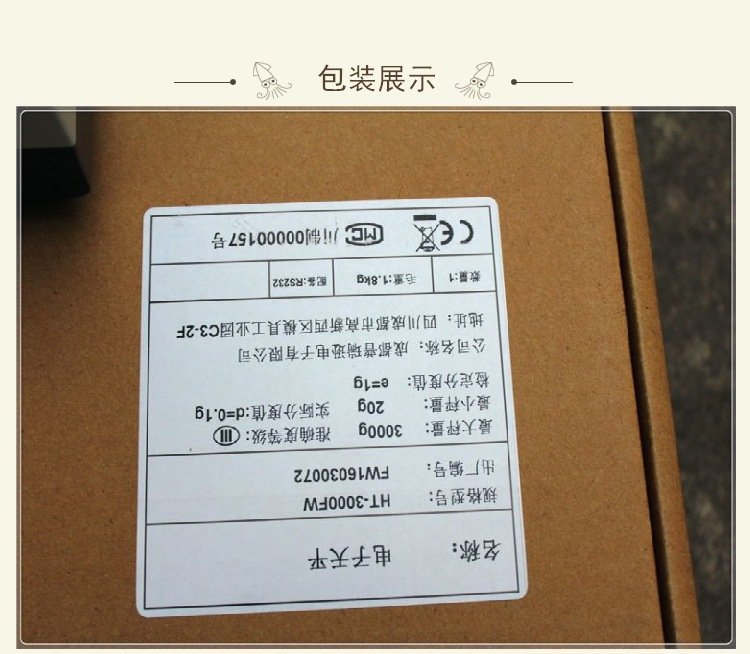 包装展示
名称: 电子天平
规格型号: HT-3000FW
出厂编号: FW16030072
最大秤量: 3000g 准确度等级: III
最小秤量: 20g 实际分度值:d=0.1g
检定分度值: e=1g
公司名称: 成都普瑞逊电子有限公司
地址: 四川成都市高新西区模具工业园C3-2F
数量:1 毛重:1.8kg 配备:RS232
CE MC 川制00000157号